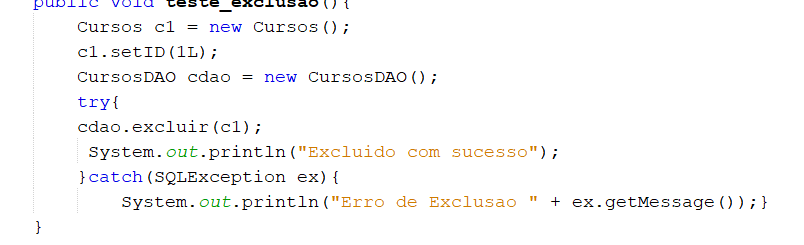 public void teste_exclusao(){
Cursos c1 = new Cursos();
c1.setID(1L);
CursosDAO cdao = new CursosDAO();
try{
cdao.excluir(c1);
System.out.println("Excluido com sucesso");
}catch(SQLException ex){
System.out.println("Erro de Exclusao " + ex.getMessage());}
}